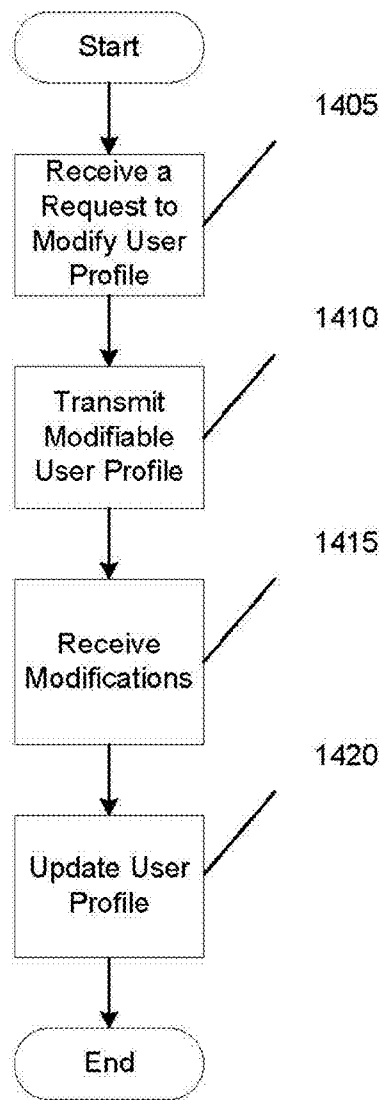 Start
1405
Receive a
Request to
Modify User
Profile
1410
Transmit
Modifiable
User Profile
1415
Receive
Modifications
1420
Update User
Profile
End